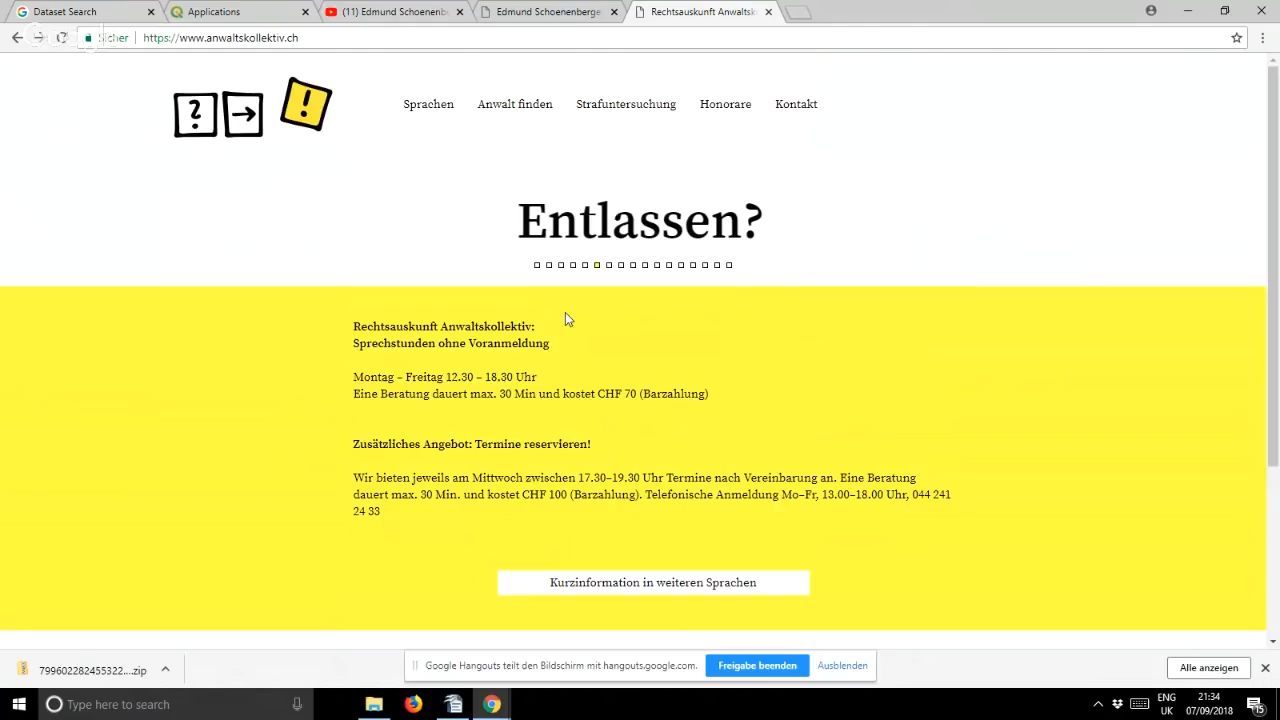 Dataset Search
Applications
(11) Edmund Schoenenb
Edmund Schoenenberge
Rechtsauskunft Anwaltsk
https://www.anwaltskollektiv.ch
? → !
Sprachen Anwalt finden Strafuntersuchung Honorare Kontakt
Entlassen?
Rechtsauskunft Anwaltskollektiv:
Sprechstunden ohne Voranmeldung
Montag – Freitag 12.30 – 18.30 Uhr
Eine Beratung dauert max. 30 Min und kostet CHF 70 (Barzahlung)
Zusätzliches Angebot: Termine reservieren!
Wir bieten jeweils am Mittwoch zwischen 17.30–19.30 Uhr Termine nach Vereinbarung an. Eine Beratung
dauert max. 30 Min. und kostet CHF 100 (Barzahlung). Telefonische Anmeldung Mo–Fr, 13.00–18.00 Uhr, 044 241
24 33
Kurzinformation in weiteren Sprachen
799602282455322....zip
Google Hangouts teilt den Bildschirm mit hangouts.google.com.
Freigabe beenden
Ausblenden
Alle anzeigen
Type here to search
ENG
UK
21:34
07/09/2018
15